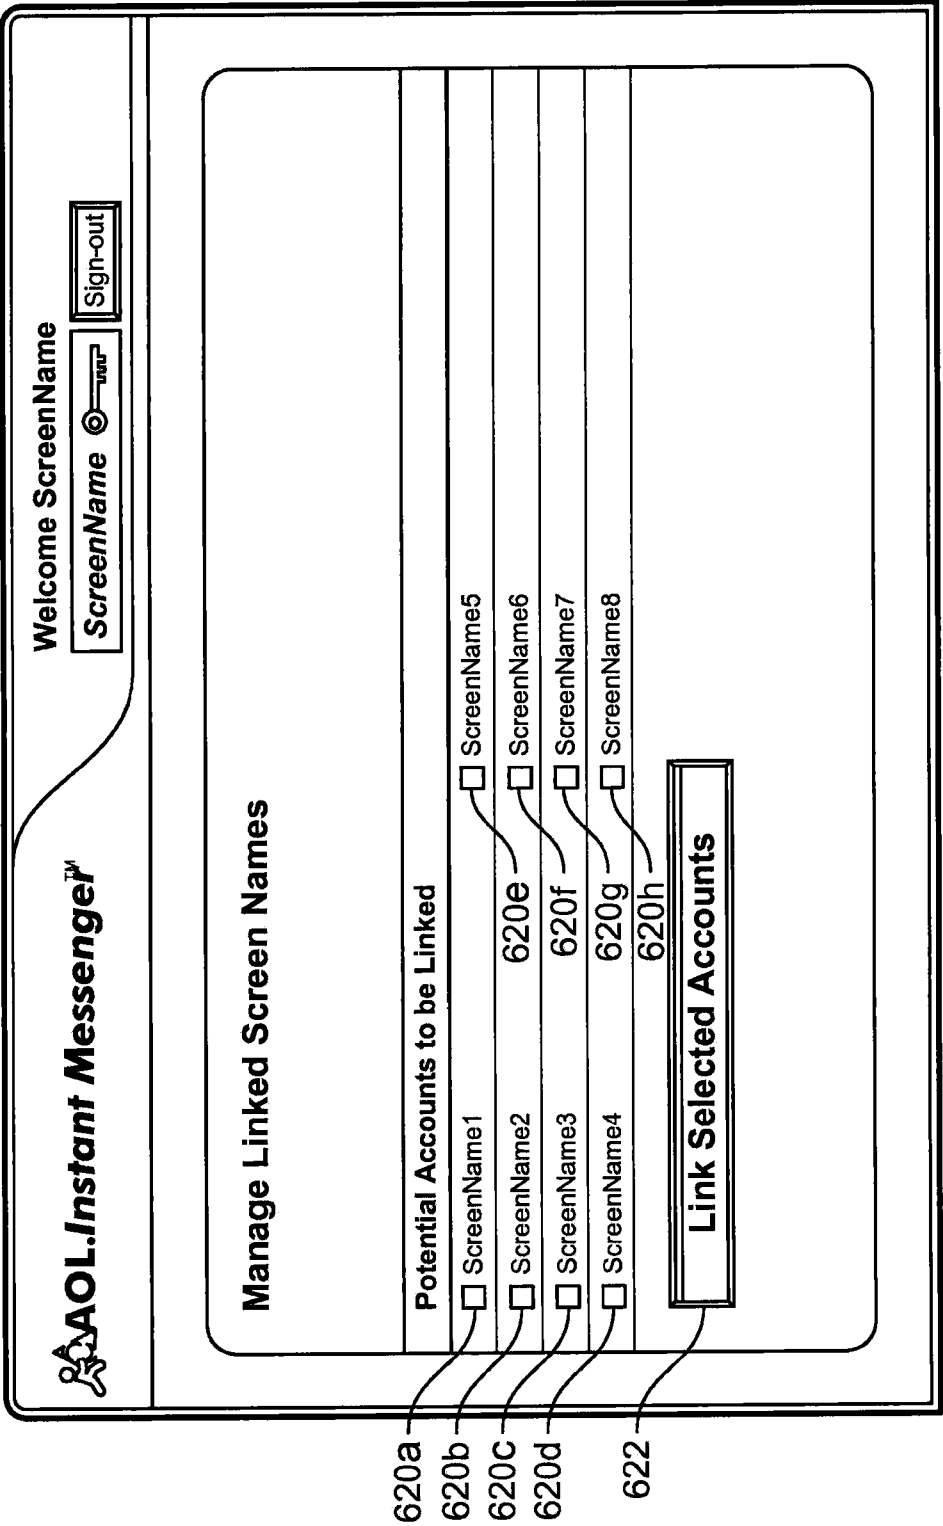 AOL.Instant Messenger™
Welcome ScreenName
ScreenName
Sign-out
Manage Linked Screen Names
Potential Accounts to be Linked
620a
ScreenName1
ScreenName5
620b
620e
ScreenName2
ScreenName6
620c
620f
ScreenName3
ScreenName7
620d
620g
ScreenName4
ScreenName8
620h
622
Link Selected Accounts